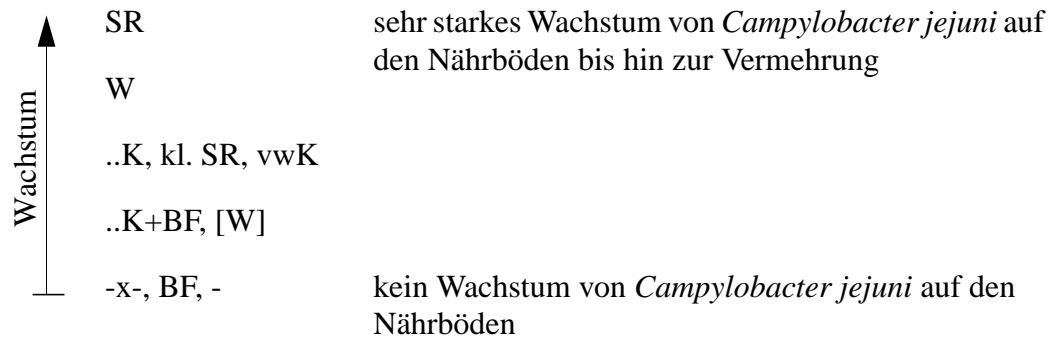 SR sehr starkes Wachstum von Campylobacter jejuni auf
den Nährböden bis hin zur Vermehrung
W
..K, kl. SR, vwK
..K+BF, [W]
-x-, BF, - kein Wachstum von Campylobacter jejuni auf den
Nährböden
Wachstum